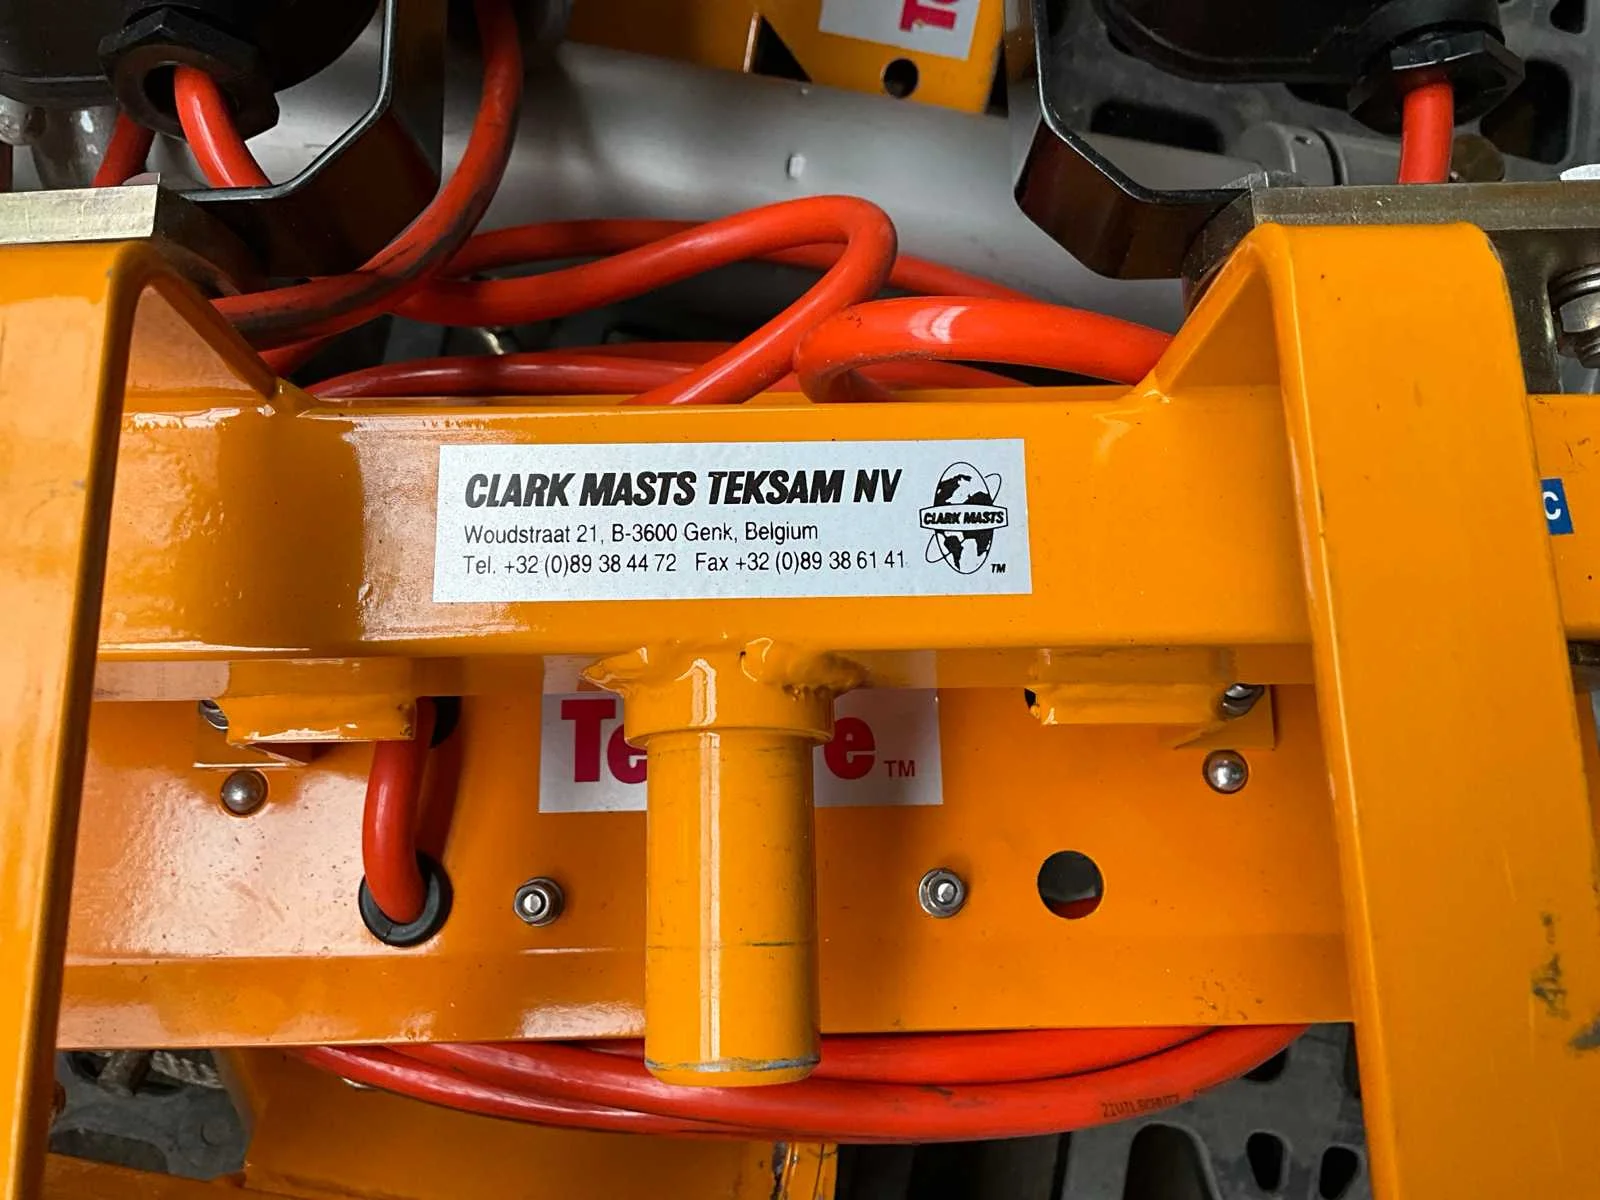 CLARK MASTS TEKSAM NV
Woudstraat 21, B-3600 Genk, Belgium
Tel. +32 (0)89 38 44 72 Fax +32 (0)89 38 61 41
CLARK MASTS
TM
C
TM
ZIVILSCHUTZ